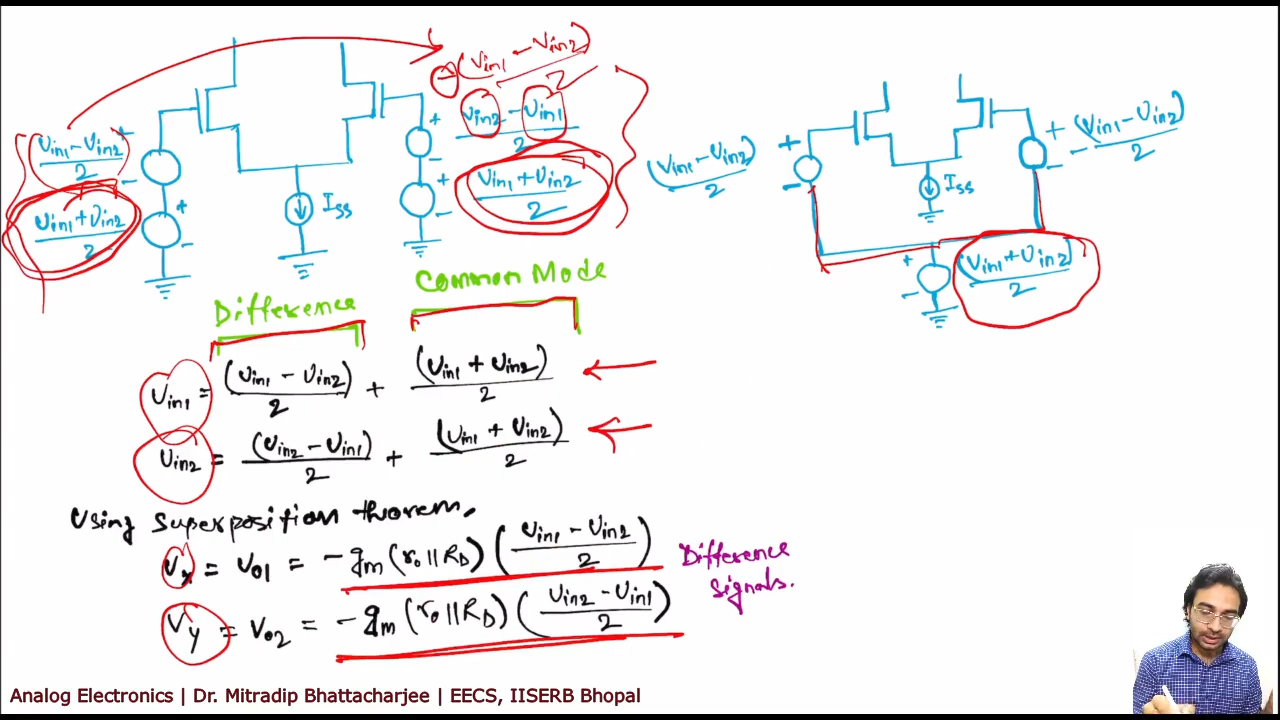 (Vin1 - Vin2)/2
(Vin1 + Vin2)/2
+
-
+
-
ISS
+
-
+
-
- (Vin1 - Vin2)/2
(Vin2 - Vin1)/2
(Vin1 + Vin2)/2
(Vin1 - Vin2)/2
+
-
ISS
+
-
- (Vin1 - Vin2)/2
+
-
(Vin1 + Vin2)/2
Difference Common Mode
Vin1 = (Vin1 - Vin2)/2 + (Vin1 + Vin2)/2
Vin2 = (Vin2 - Vin1)/2 + (Vin1 + Vin2)/2
Using superposition thorem,
Vx = Vo1 = -gm (ro || RD) ((Vin1 - Vin2)/2)
Vy = Vo2 = -gm (ro || RD) ((Vin2 - Vin1)/2)
Difference
signals.
Analog Electronics | Dr. Mitradip Bhattacharjee | EECS, IISERB Bhopal